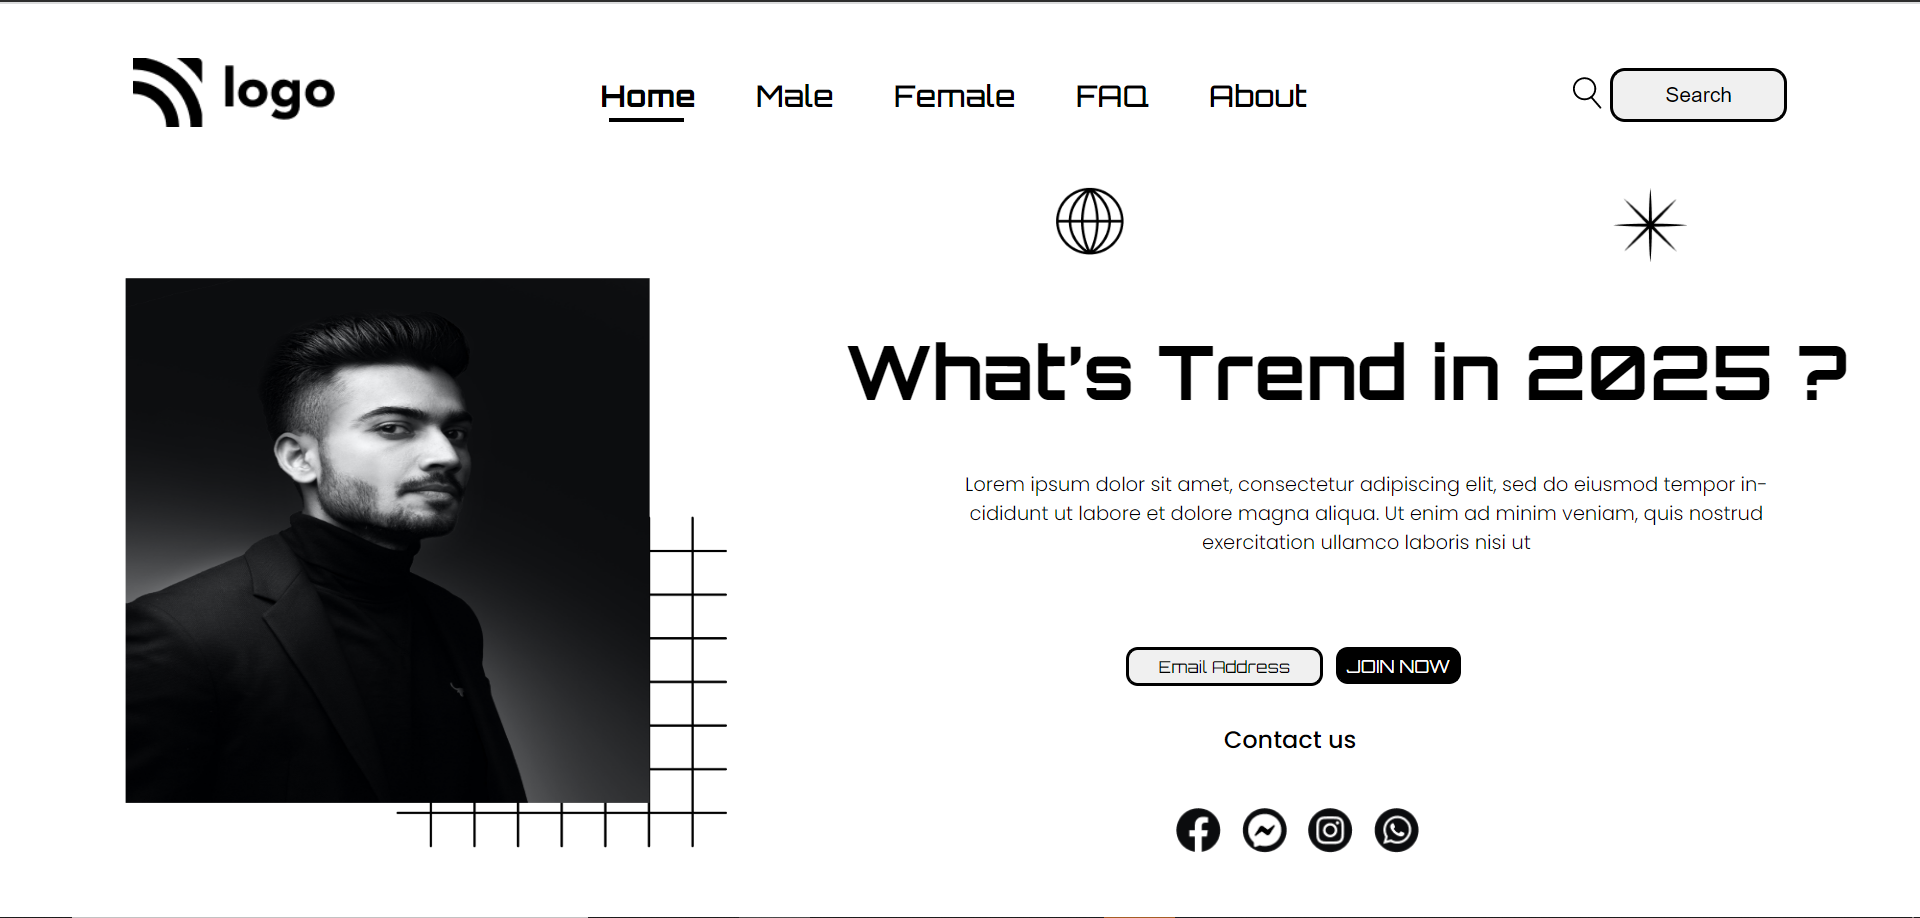 logo
Home
Male
Female
FAQ
About
Search
What's Trend in 2025 ?
Lorem ipsum dolor sit amet, consectetur adipiscing elit, sed do eiusmod tempor in-
cididunt ut labore et dolore magna aliqua. Ut enim ad minim veniam, quis nostrud
exercitation ullamco laboris nisi ut
Email Address
JOIN NOW
Contact us